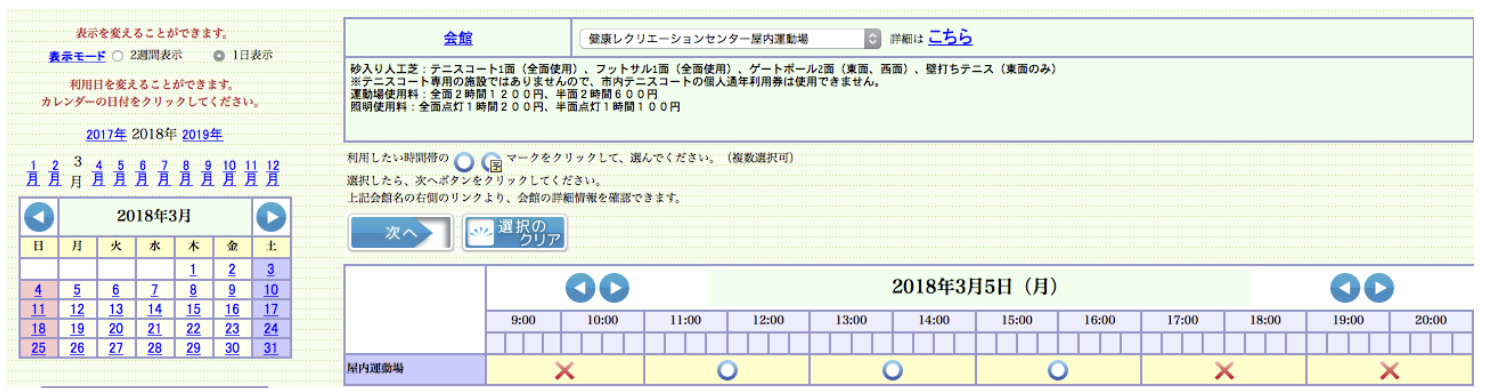 表示を変えることができます。
表示モード 2週間表示 1日表示
利用日を変えることができます。
カレンダーの日付をクリックしてください。
2017年 2018年 2019年
1月 2月 3月 4月 5月 6月 7月 8月 9月 10月 11月 12月
2018年3月
日 月 火 水 木 金 土
1 2 3
4 5 6 7 8 9 10
11 12 13 14 15 16 17
18 19 20 21 22 23 24
25 26 27 28 29 30 31
会館 健康レクリエーションセンター屋内運動場 詳細は こちら
砂入り人工芝：テニスコート1面（全面使用）、フットサル1面（全面使用）、ゲートボール2面（東面、西面）、壁打ちテニス（東面のみ）
※テニスコート専用の施設ではありませんので、市内テニスコートの個人通年利用券は使用できません。
運動場使用料：全面２時間１２００円、半面２時間６００円
照明使用料：全面点灯１時間２００円、半面点灯１時間１００円
利用したい時間帯の マークをクリックして、選んでください。（複数選択可）
選択したら、次へボタンをクリックしてください。
上記会館名の右側のリンクより、会館の詳細情報を確認できます。
次へ 選択のクリア
2018年3月5日（月）
9:00 10:00 11:00 12:00 13:00 14:00 15:00 16:00 17:00 18:00 19:00 20:00
屋内運動場